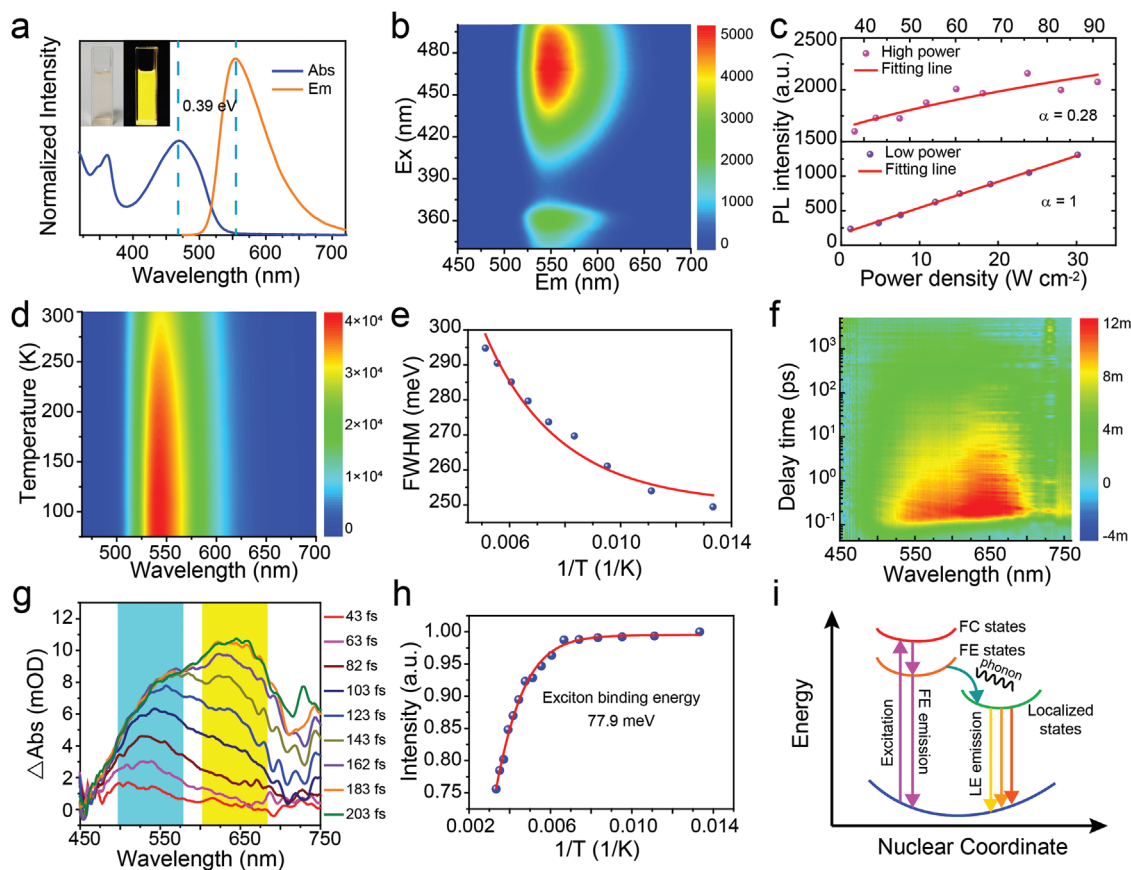 a
Normalized Intensity
0.39 eV
Abs
Em
400 500 600 700
Wavelength (nm)
b
Ex (nm)
480
450
420
390
360
450 500 550 600 650 700
Em (nm)
5000
4000
3000
2000
1000
0
c
40 50 60 70 80 90
PL intensity (a.u.)
2500
2000
1500
High power
Fitting line
α = 0.28
1000
500
0
Low power
Fitting line
α = 1
0 10 20 30
Power density (W cm-2)
d
Temperature (K)
300
250
200
150
100
500 550 600 650 700
Wavelength (nm)
4×10⁴
3×10⁴
2×10⁴
1×10⁴
0
e
FWHM (meV)
300
290
280
270
260
250
0.006 0.010 0.014
1/T (1/K)
f
Delay time (ps)
10³
10²
10¹
10⁰
10-1
450 550 650 750
Wavelength (nm)
12m
8m
4m
0
-4m
g
△Abs (mOD)
12
10
8
6
4
2
0
450 500 550 600 650 700 750
Wavelength (nm)
43 fs
63 fs
82 fs
103 fs
123 fs
143 fs
162 fs
183 fs
203 fs
h
Intensity (a.u.)
1.00
0.95
0.90
0.85
0.80
0.75
Exciton binding energy
77.9 meV
0.002 0.006 0.010 0.014
1/T (1/K)
i
Energy
FC states
FE states
phonon
Localized
states
Excitation
FE emission
LE emission
Nuclear Coordinate